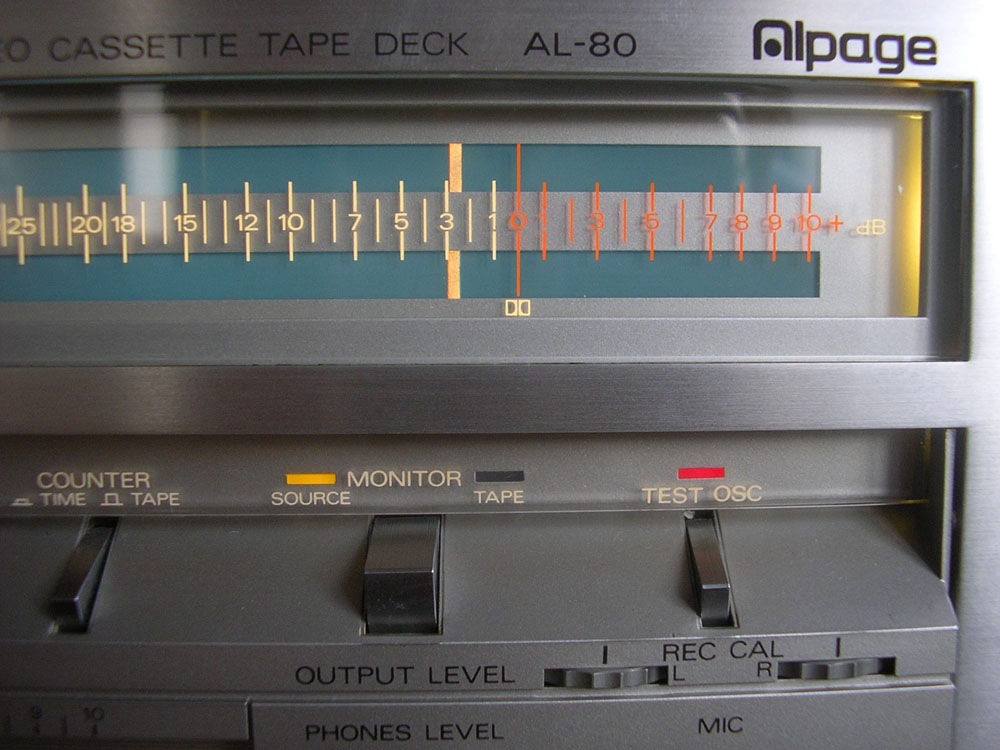 EO CASSETTE TAPE DECK AL-80 Alpage
25 20 18 15 12 10 7 5 3 1 0 1 3 5 7 8 9 10 + dB
COUNTER MONITOR
TIME TAPE SOURCE TAPE TEST OSC
OUTPUT LEVEL L REC CAL R
8 10
PHONES LEVEL MIC